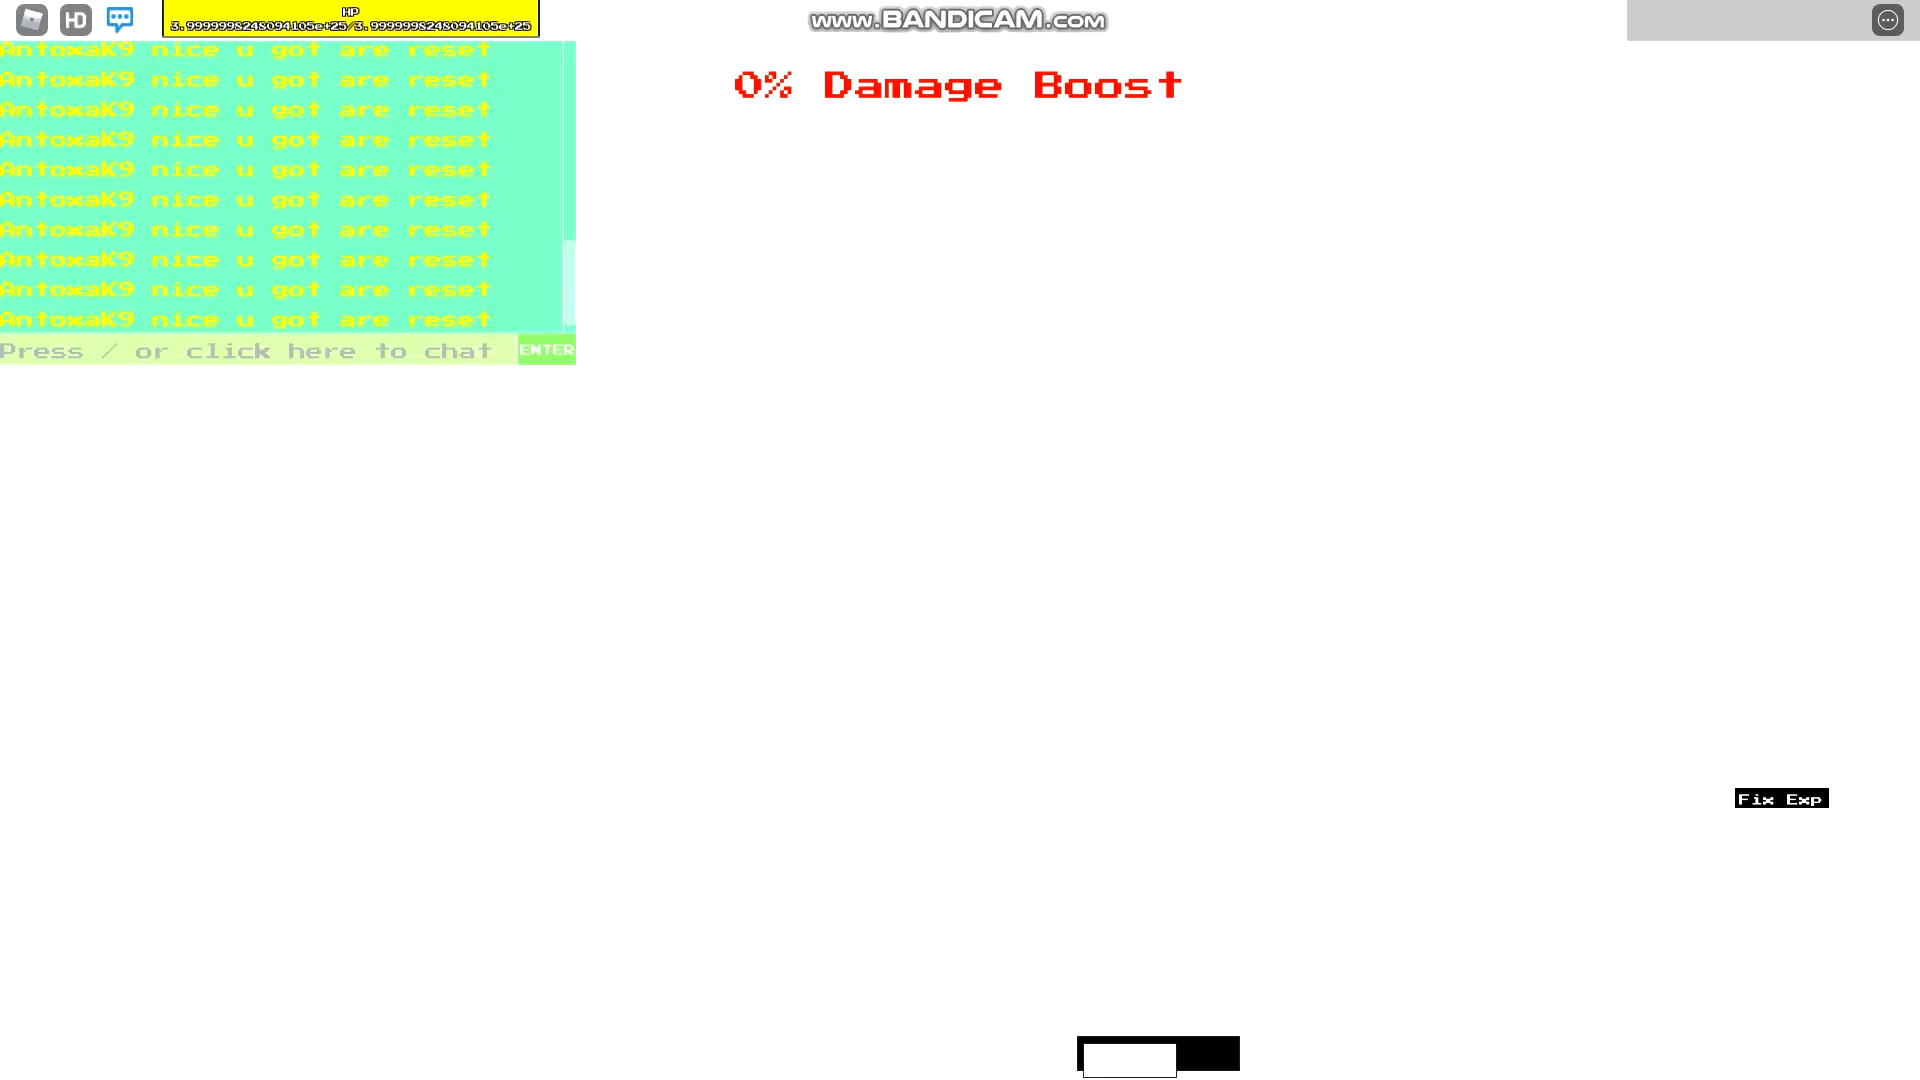 HD
HP
3.9999998248094105e+25/3.9999998248094105e+25
www.BANDICAM.com
0% Damage Boost
AntoxaK9 nice u got are reset
AntoxaK9 nice u got are reset
AntoxaK9 nice u got are reset
AntoxaK9 nice u got are reset
AntoxaK9 nice u got are reset
AntoxaK9 nice u got are reset
AntoxaK9 nice u got are reset
AntoxaK9 nice u got are reset
AntoxaK9 nice u got are reset
AntoxaK9 nice u got are reset
Press / or click here to chat
ENTER
Fix Exp